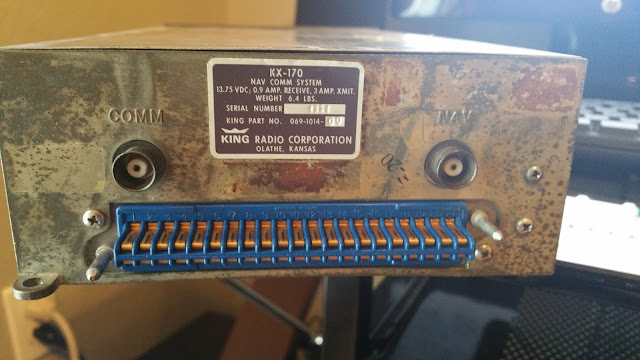 KX-170
NAV COMM SYSTEM
13.75 VDC; 0.9 AMP. RECEIVE, 3 AMP. XMIT.
WEIGHT 6.4 LBS.
SERIAL NUMBER
KING PART NO. 069-1014-
KING RADIO CORPORATION
OLATHE, KANSAS
COMM
NAV